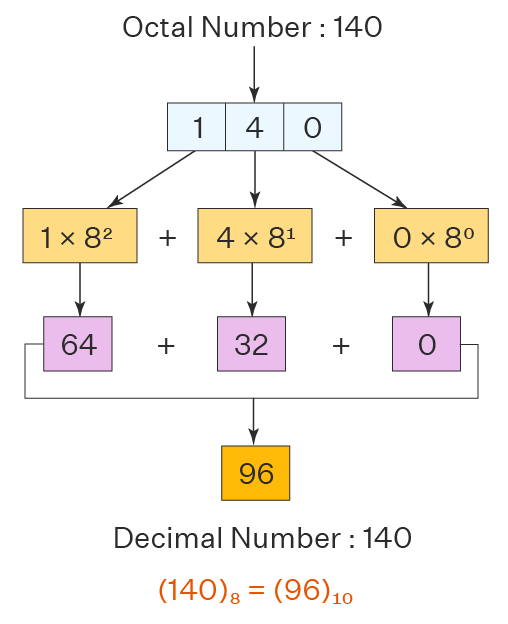 Octal Number : 140
1 4 0
1 × 8² + 4 × 8¹ + 0 × 8⁰
64 + 32 + 0
96
Decimal Number : 140
(140)₈ = (96)₁₀